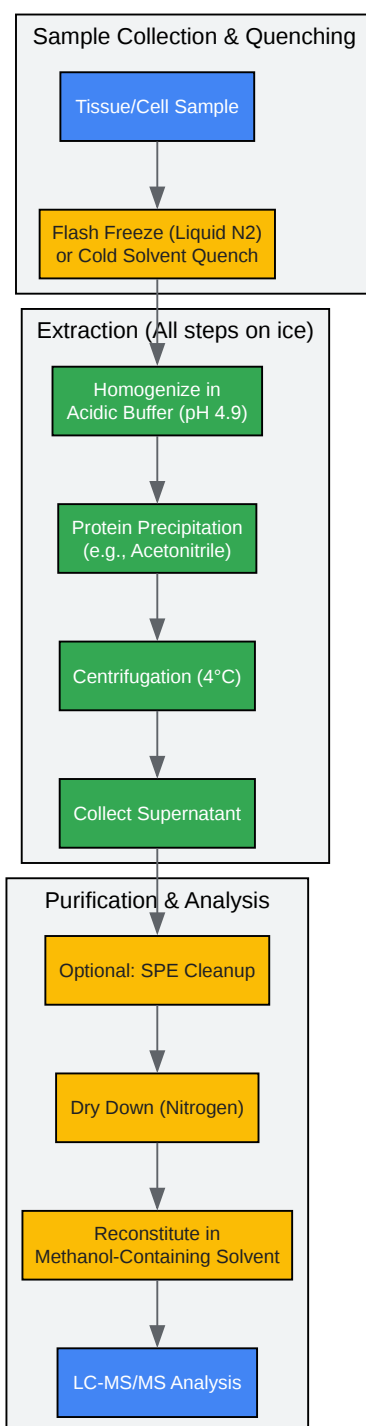 Sample Collection & Quenching
Tissue/Cell Sample
Flash Freeze (Liquid N2)
or Cold Solvent Quench
Extraction (All steps on ice)
Homogenize in
Acidic Buffer (pH 4.9)
Protein Precipitation
(e.g., Acetonitrile)
Centrifugation (4°C)
Collect Supernatant
Purification & Analysis
Optional: SPE Cleanup
Dry Down (Nitrogen)
Reconstitute in
Methanol-Containing Solvent
LC-MS/MS Analysis